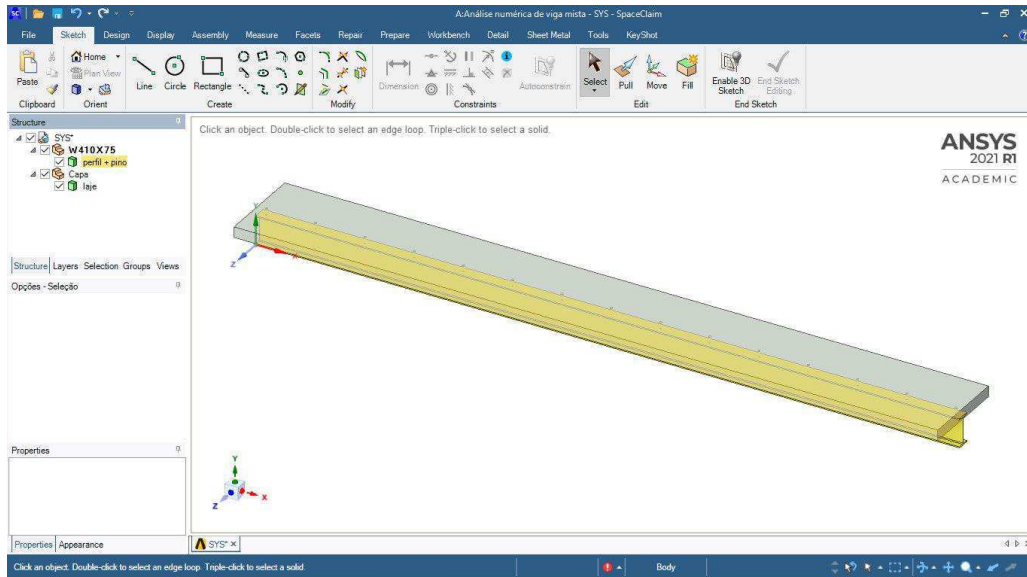 A:Análise numérica de viga mista - SYS - SpaceClaim
File Sketch Design Display Assembly Measure Facets Repair Prepare Workbench Detail Sheet Metal Tools KeyShot
Paste
Home
Plan View
Line Circle Rectangle
Dimension
Autoconstrain
Select Pull Move Fill
Enable 3D Sketch
End Sketch Editing
Clipboard Orient Create Modify Constraints Edit End Sketch
Structure
SYS*
W410X75
perfil + pino
Capa
laje
Structure Layers Selection Groups Views
Opções - Seleção
Properties
Properties Appearance
Click an object. Double-click to select an edge loop. Triple-click to select a solid.
ANSYS
2021 R1
ACADEMIC
Y
X
Z
Y
X
Z
SYS*
Click an object. Double-click to select an edge loop. Triple-click to select a solid.
Body